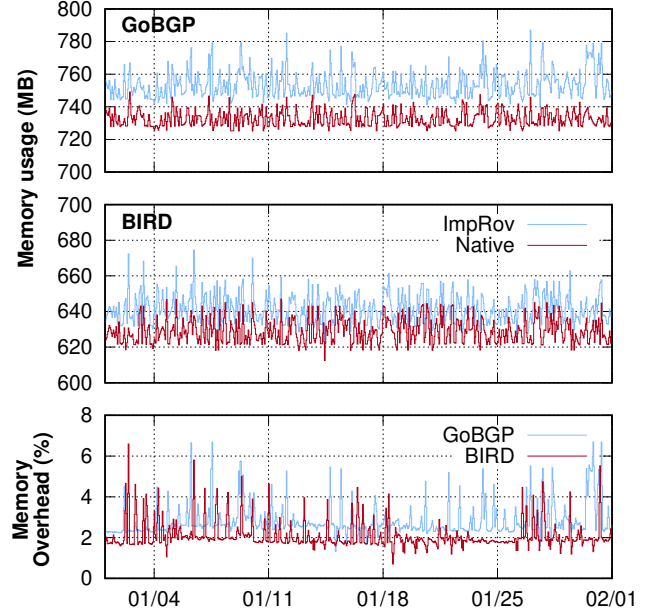 GoBGP
Memory usage (MB)
800
780
760
740
720
700
BIRD
ImpRov
Native
700
680
660
640
620
600
Memory
Overhead (%)
GoBGP
BIRD
8
6
4
2
0
01/04 01/11 01/18 01/25 02/01